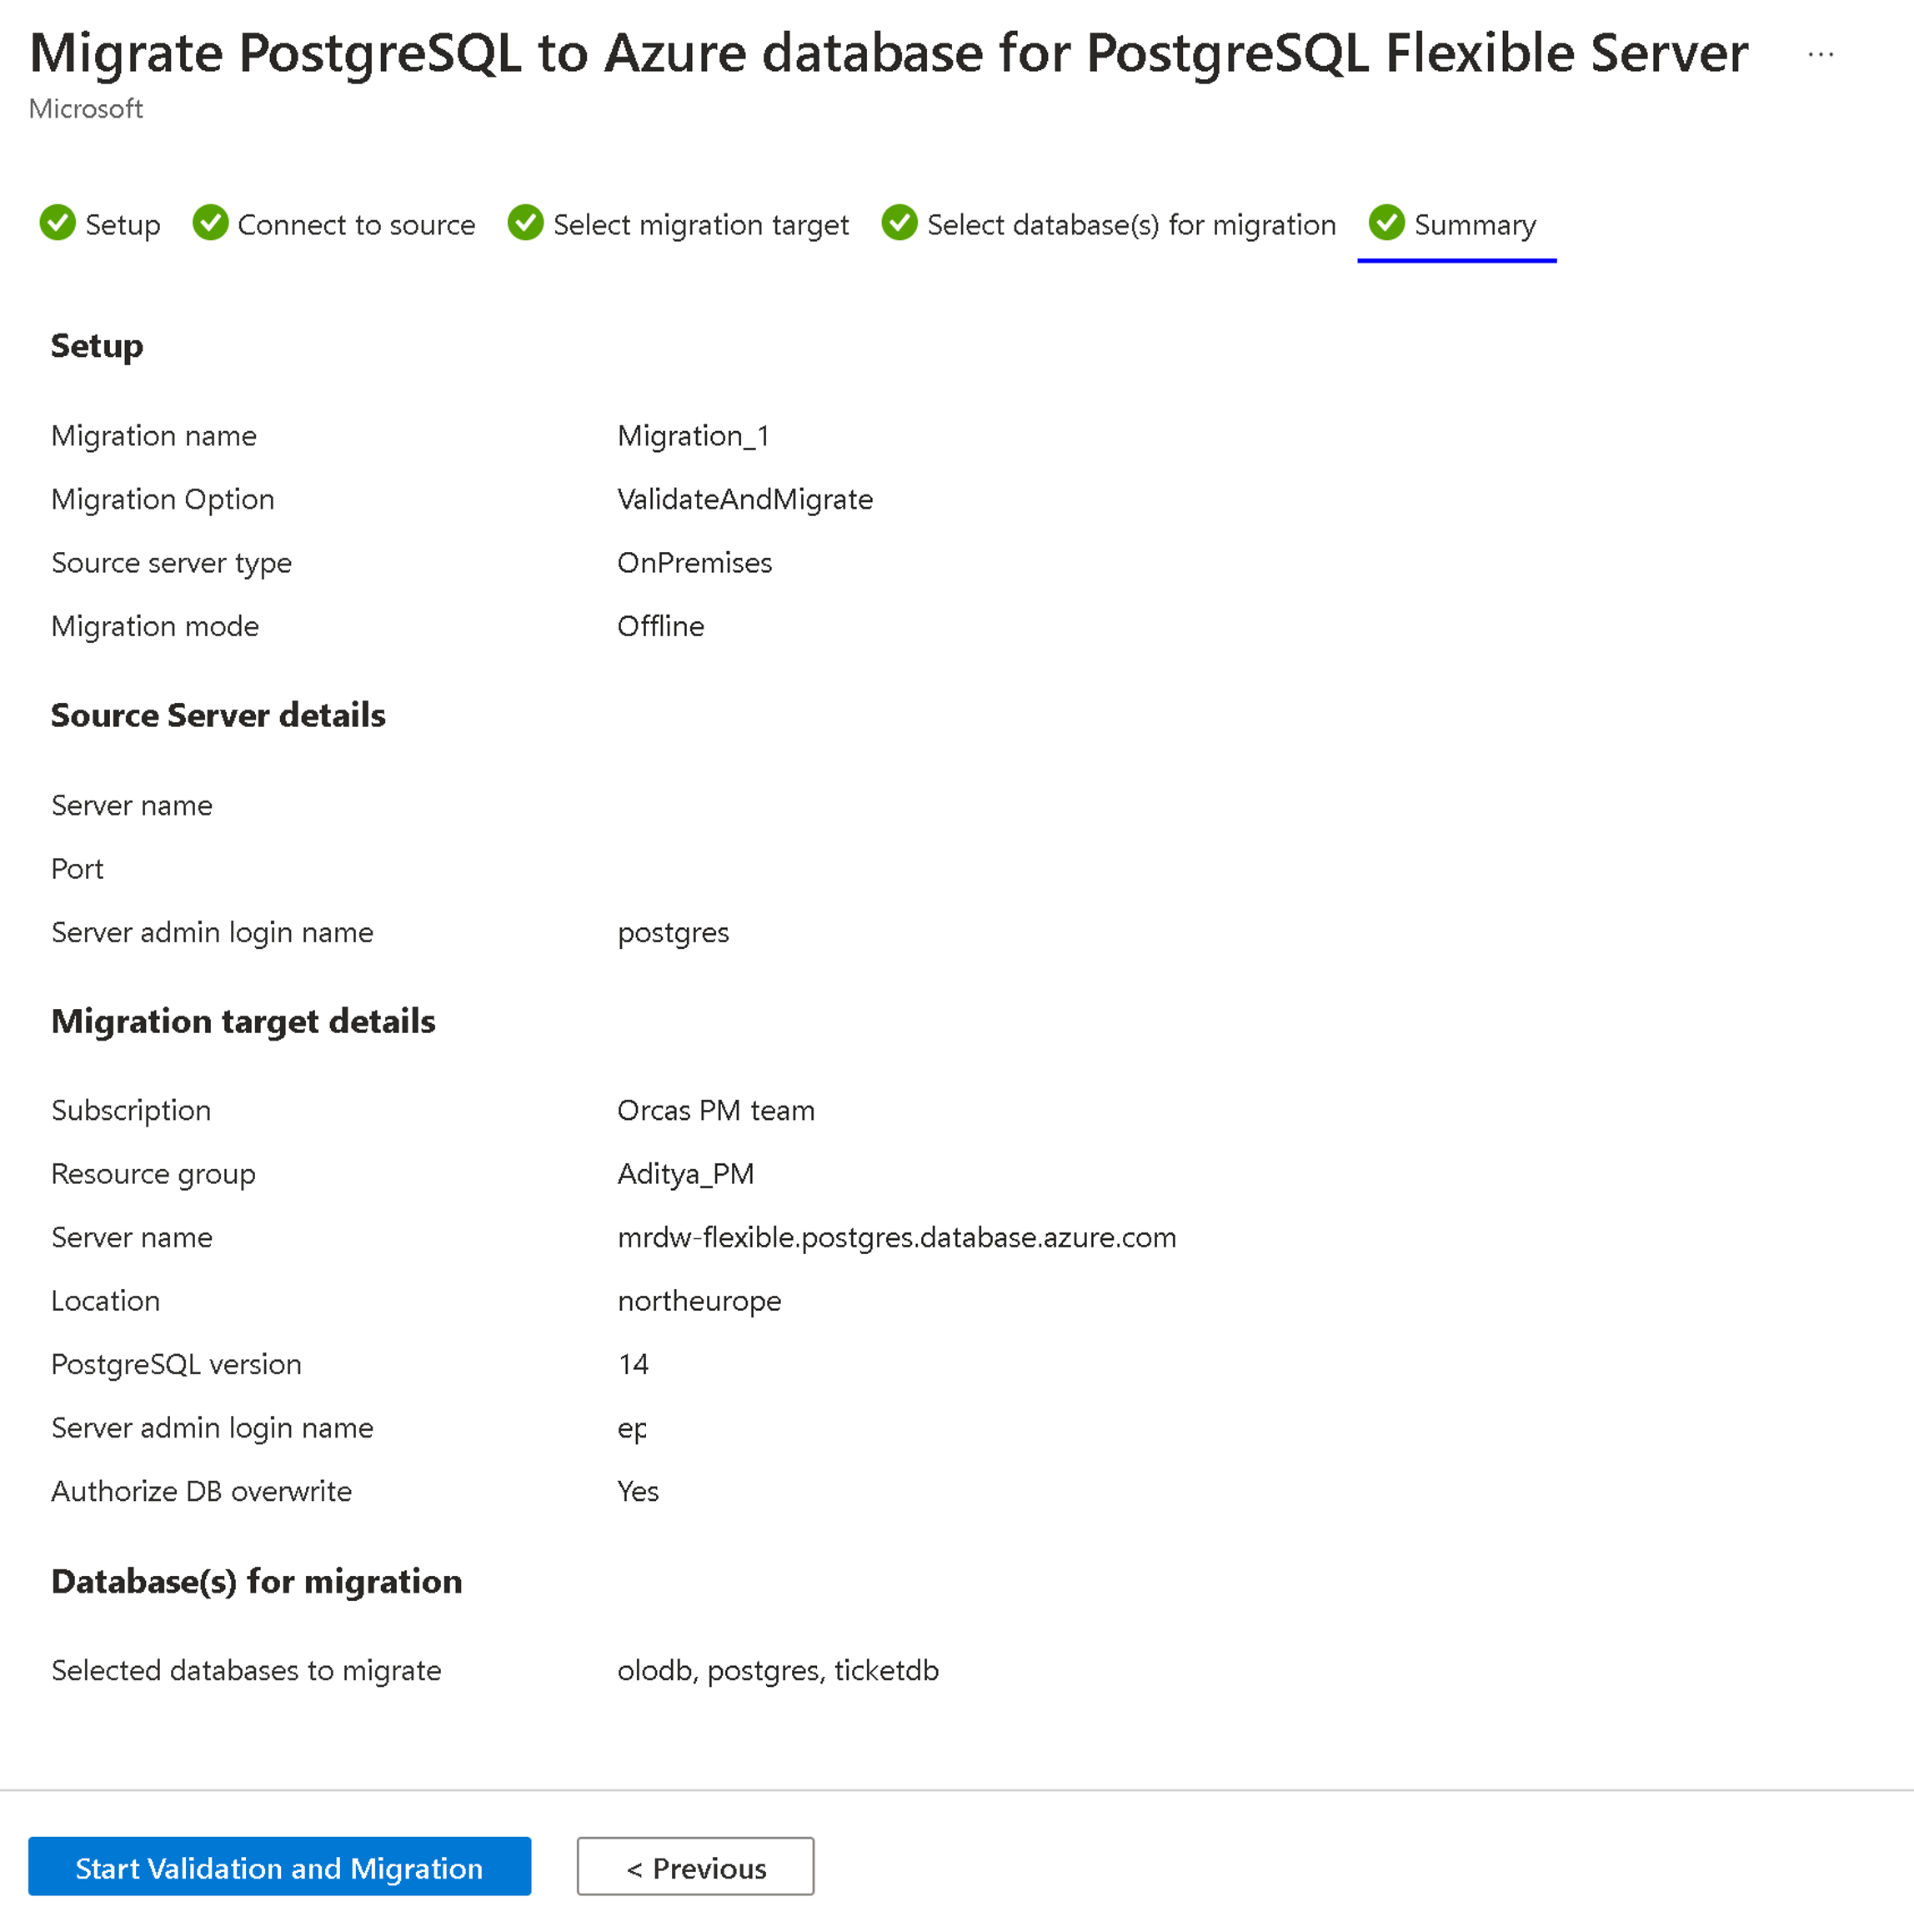 Migrate PostgreSQL to Azure database for PostgreSQL Flexible Server ...
Microsoft
Setup Connect to source Select migration target Select database(s) for migration Summary
Setup
Migration name Migration_1
Migration Option ValidateAndMigrate
Source server type OnPremises
Migration mode Offline
Source Server details
Server name
Port
Server admin login name postgres
Migration target details
Subscription Orcas PM team
Resource group Aditya_PM
Server name mrdw-flexible.postgres.database.azure.com
Location northeurope
PostgreSQL version 14
Server admin login name
Authorize DB overwrite Yes
Database(s) for migration
Selected databases to migrate olodb, postgres, ticketdb
Start Validation and Migration < Previous